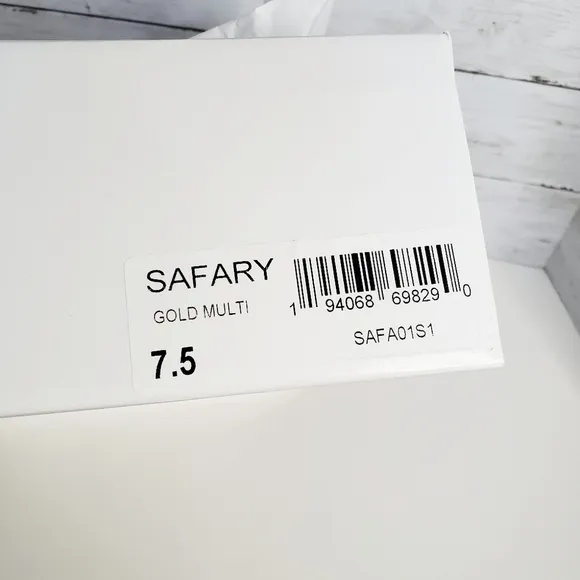 SAFARY
GOLD MULTI
7.5
1 94068 69829 0
SAFA01S1